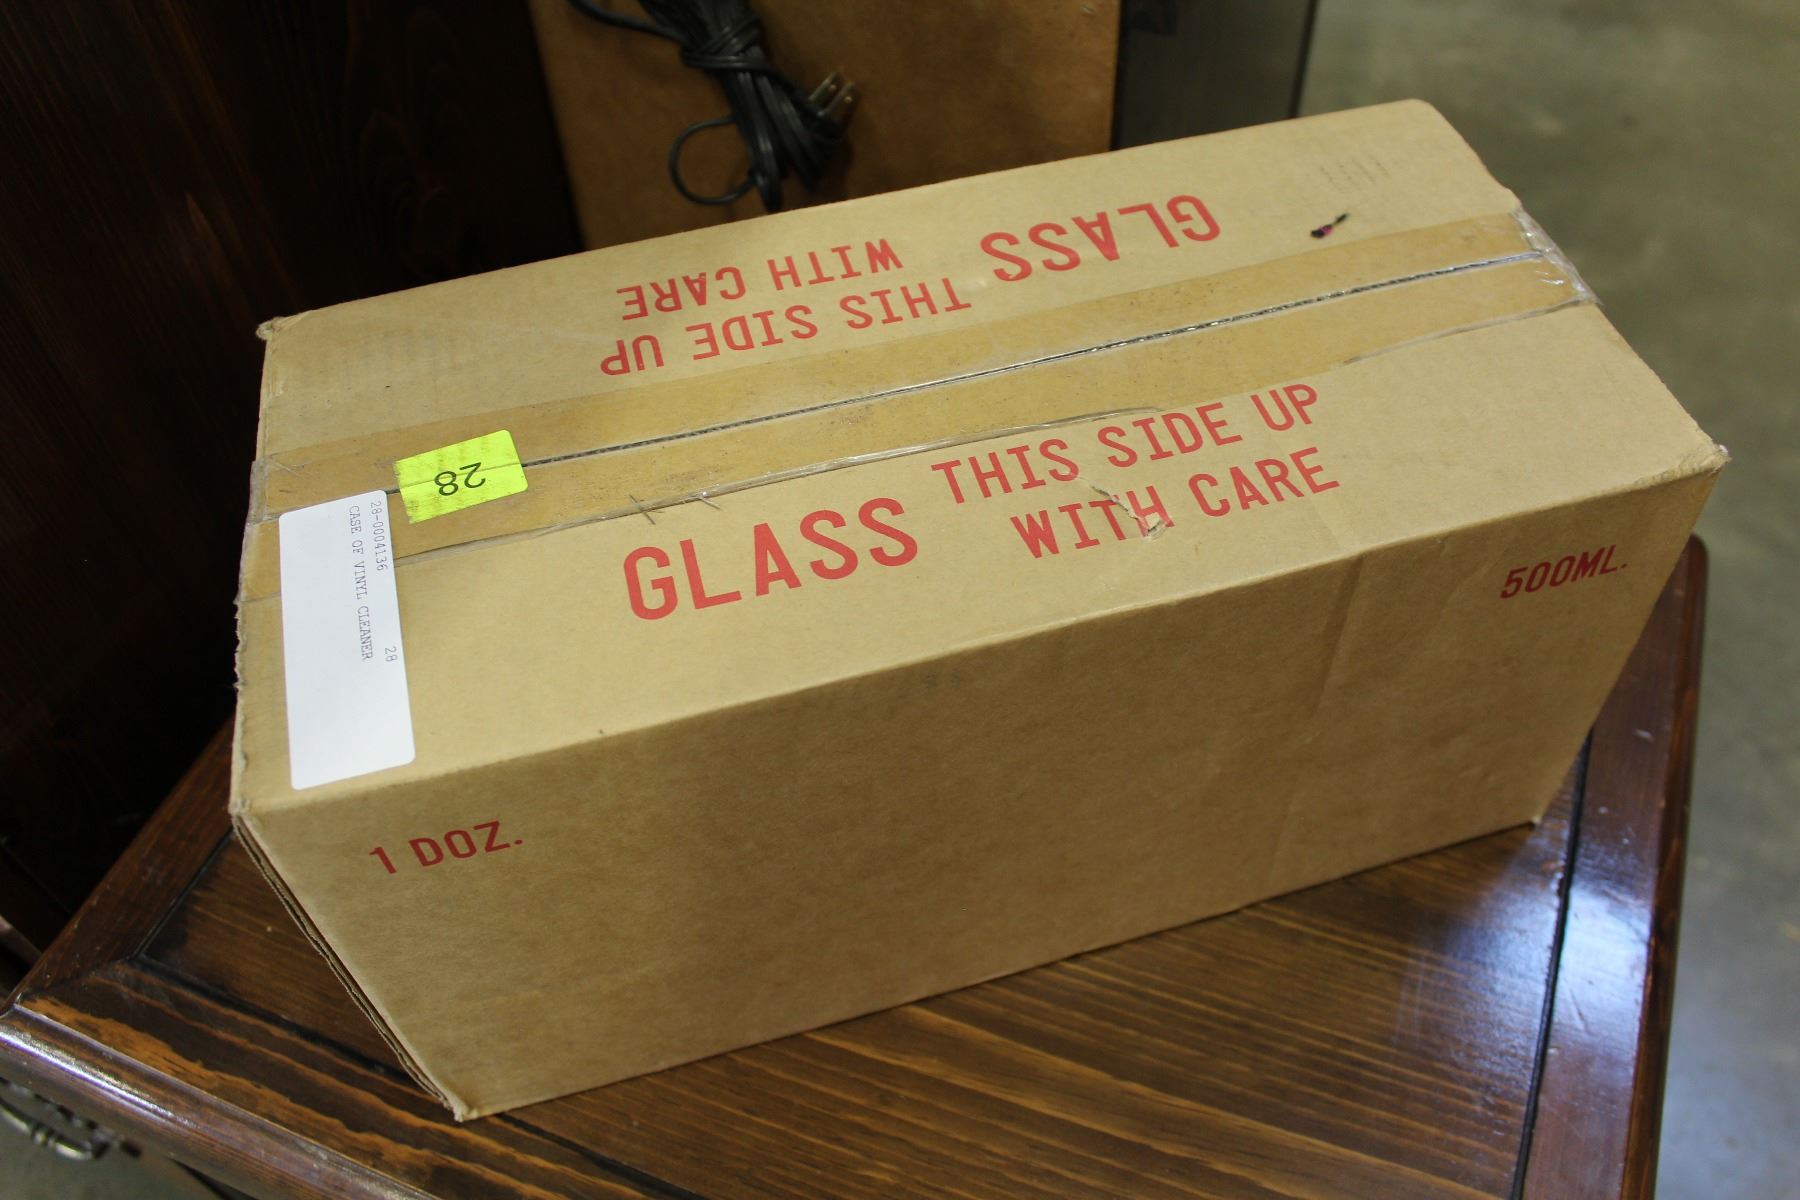 GLASS THIS SIDE UP
WITH CARE
GLASS THIS SIDE UP
WITH CARE
28
28-0004136 28
CASE OF VINYL CLEANER
1 DOZ.
500ML.